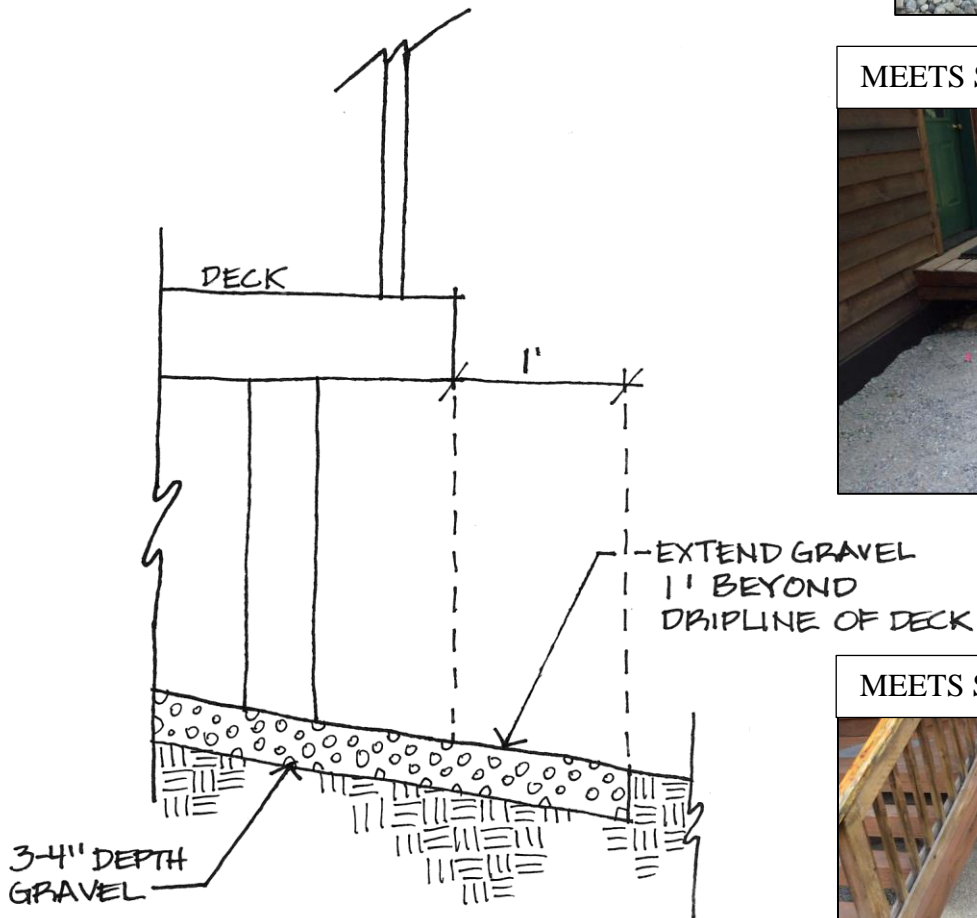 MEETS
DECK
1'
EXTEND GRAVEL
1' BEYOND
DRIPLINE OF DECK
MEETS
3-4" DEPTH
GRAVEL